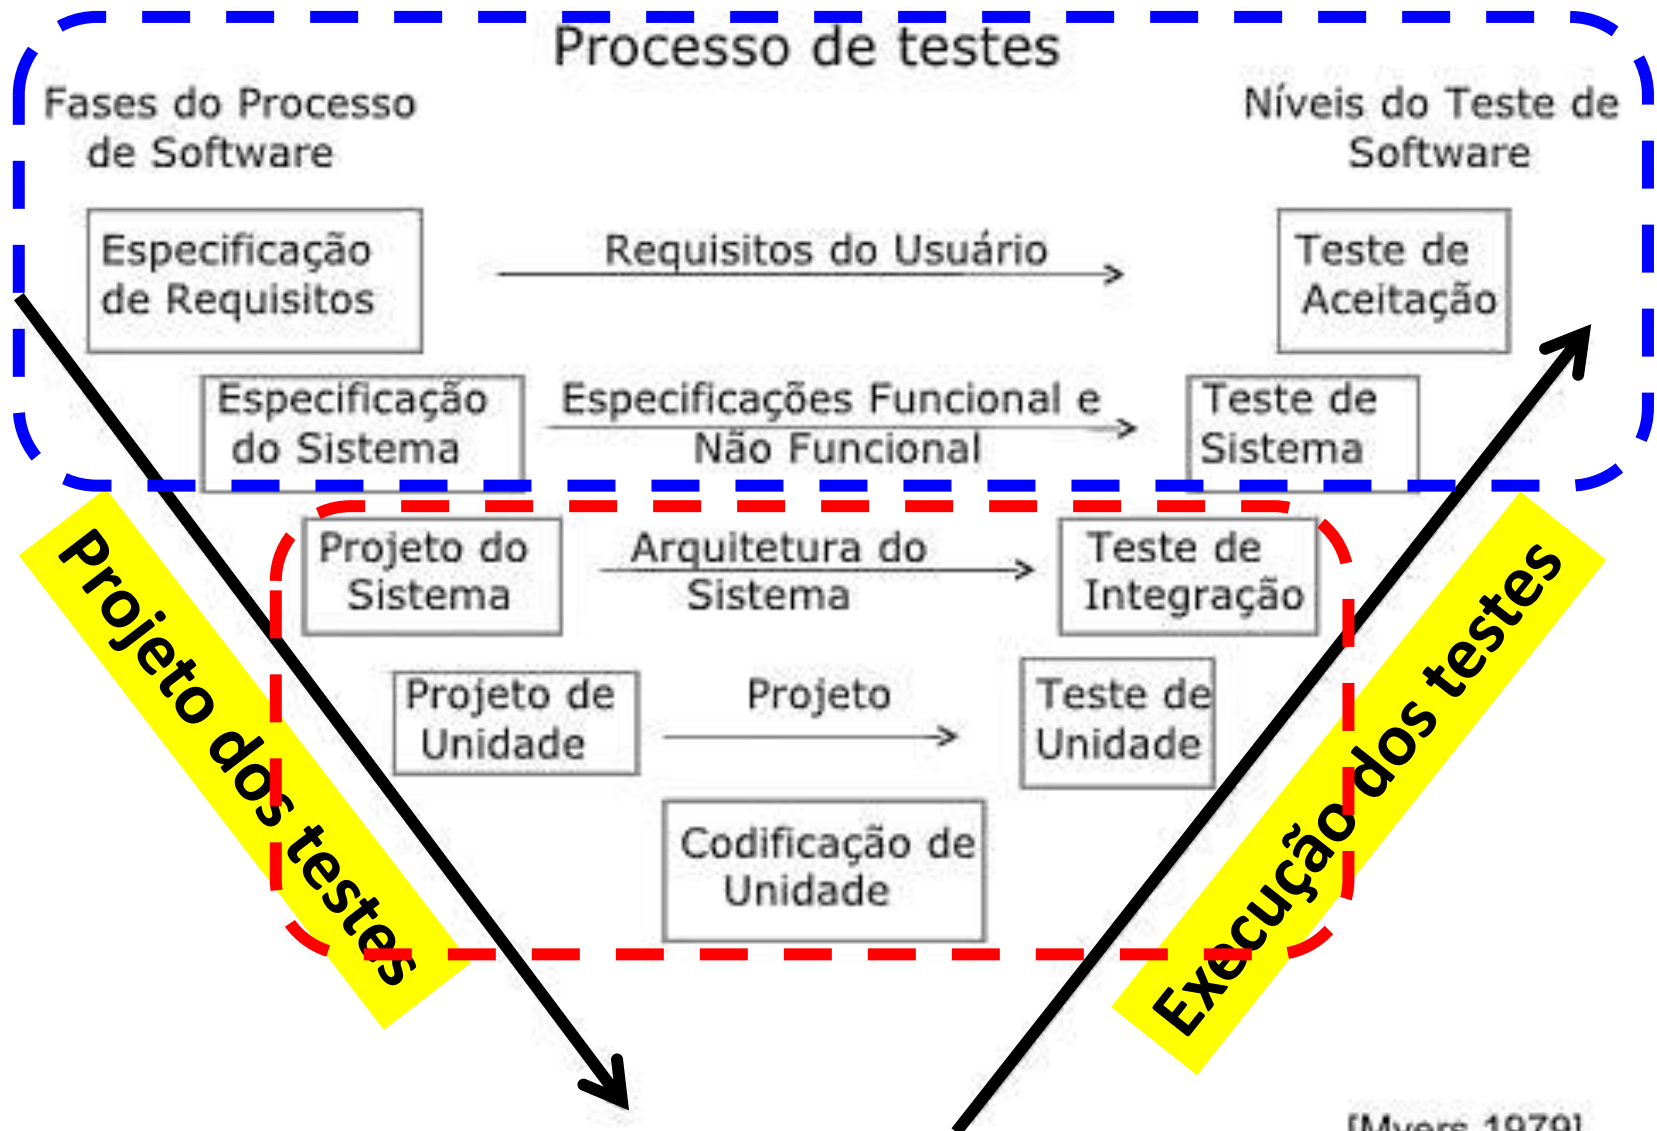 Processo de testes
Fases do Processo
de Software
Níveis do Teste de
Software
Especificação
de Requisitos
Requisitos do Usuário
Teste de
Aceitação
Especificação
do Sistema
Especificações Funcional e
Não Funcional
Teste de
Sistema
Projeto do
Sistema
Arquitetura do
Sistema
Teste de
Integração
Projeto de
Unidade
Projeto
Teste de
Unidade
Codificação de
Unidade
Projeto dos testes
Execução dos testes
[Myers 1979]